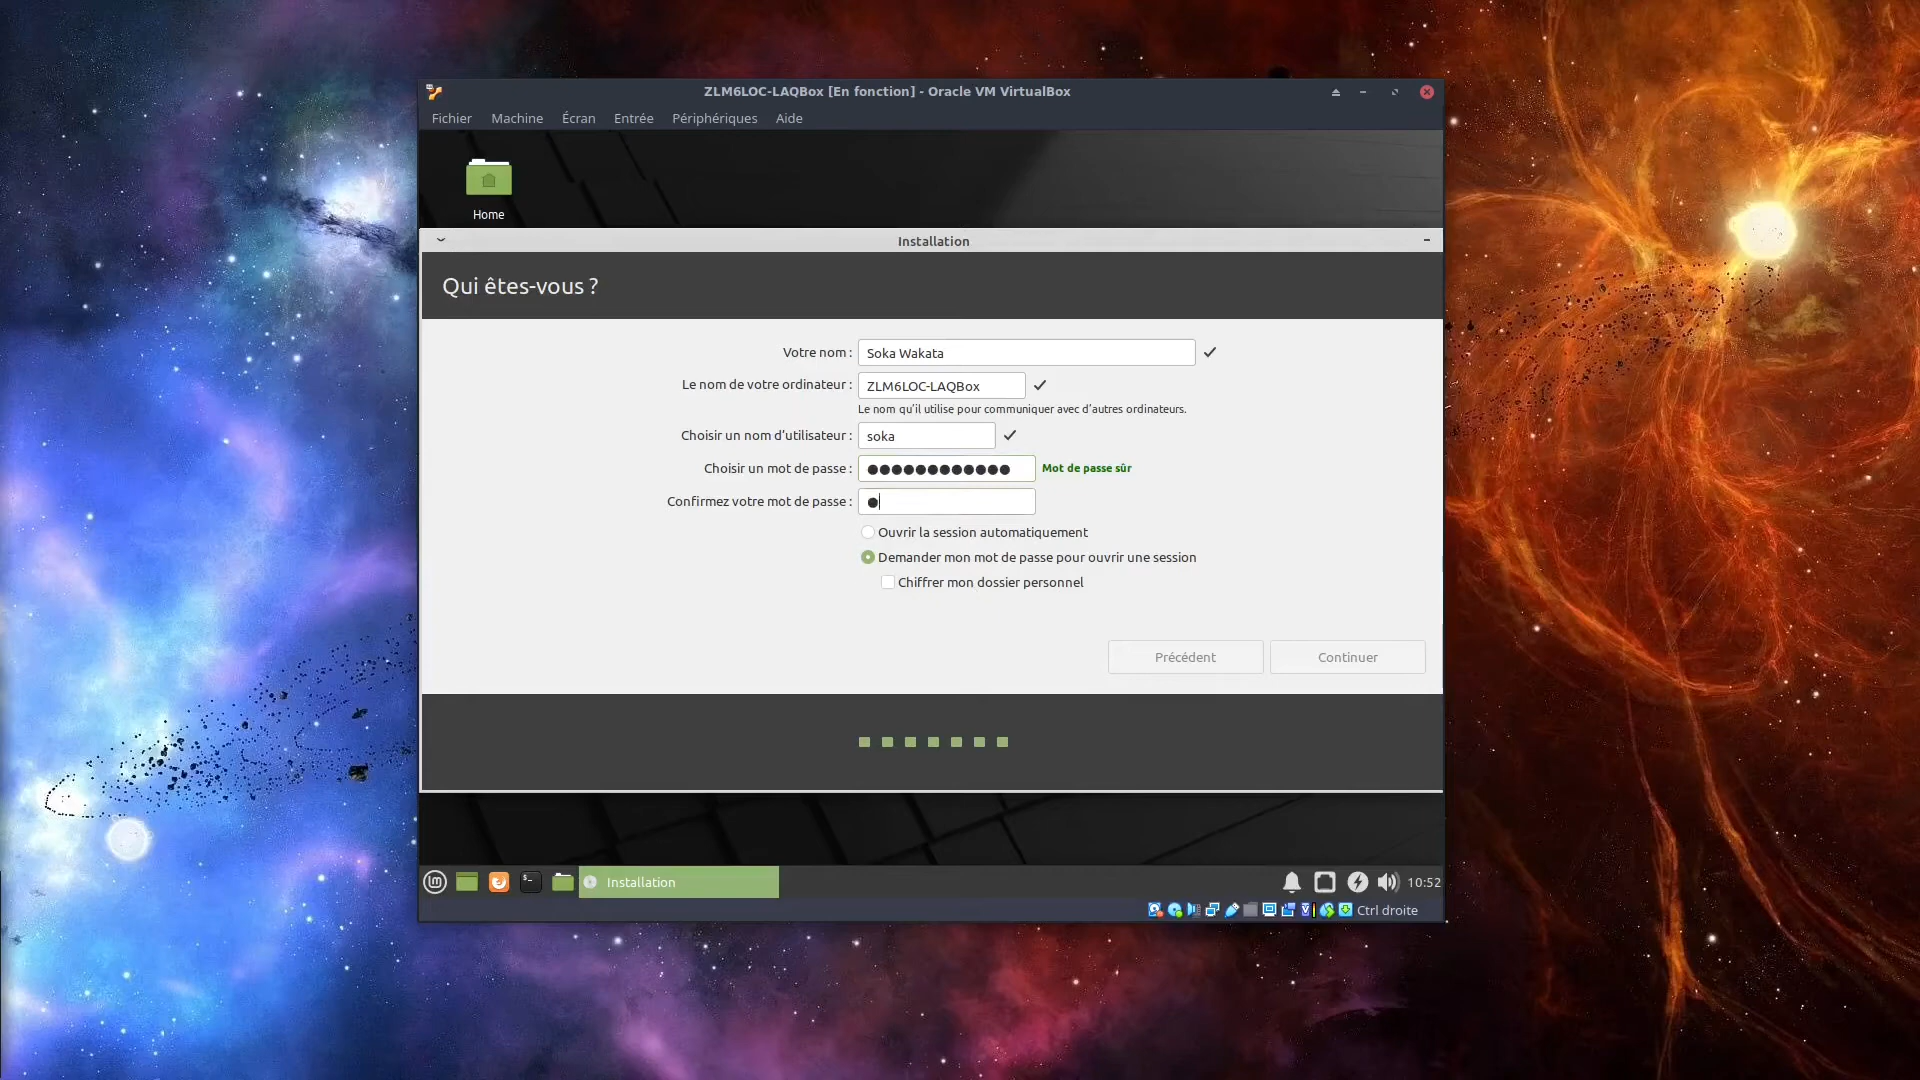 ZLM6LOC-LAQBox [En fonction] - Oracle VM VirtualBox
Fichier Machine Écran Entrée Périphériques Aide
Home
Installation
Qui êtes-vous ?
Votre nom : Soka Wakata
Le nom de votre ordinateur : ZLM6LOC-LAQBox
Le nom qu'il utilise pour communiquer avec d'autres ordinateurs.
Choisir un nom d'utilisateur : soka
Choisir un mot de passe : ●●●●●●●●●●●● Mot de passe sûr
Confirmez votre mot de passe : ●
Ouvrir la session automatiquement
Demander mon mot de passe pour ouvrir une session
Chiffrer mon dossier personnel
Précédent Continuer
Installation 10:52
Ctrl droite